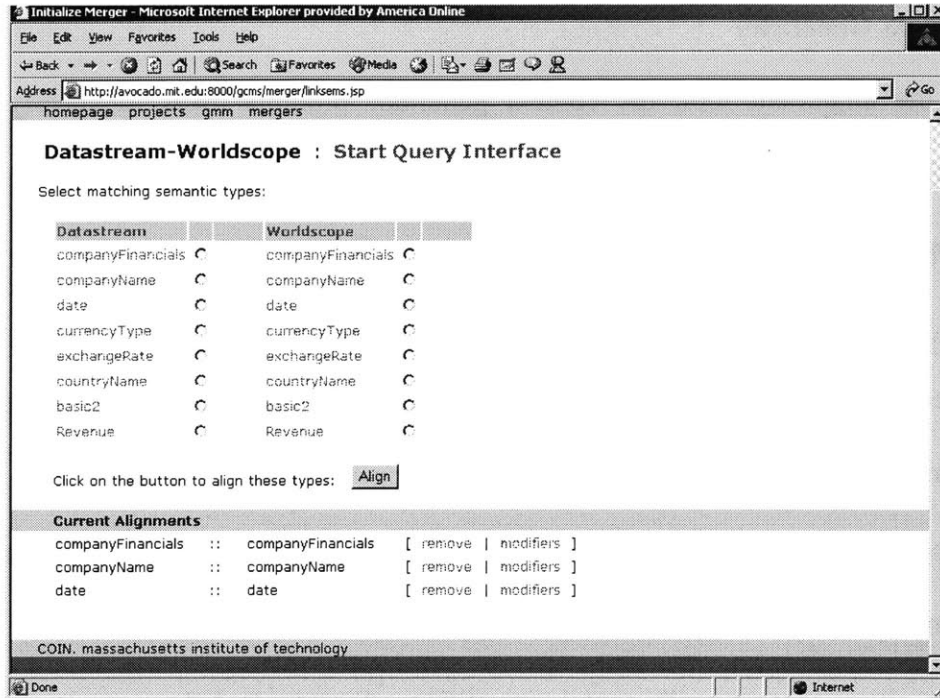 Initialize Merger - Microsoft Internet Explorer provided by America Online
File Edit View Favorites Tools Help
Back Search Favorites Media
Address http://avocado.mit.edu:8000/gcms/merger/linksems.jsp Go
homepage projects gmm mergers
Datastream-Worldscope : Start Query Interface
Select matching semantic types:
Datastream Worldscope
companyFinancials companyFinancials
companyName companyName
date date
currencyType currencyType
exchangeRate exchangeRate
countryName countryName
basic2 basic2
Revenue Revenue
Click on the button to align these types: Align
Current Alignments
companyFinancials :: companyFinancials [ remove | modifiers ]
companyName :: companyName [ remove | modifiers ]
date :: date [ remove | modifiers ]
COIN. massachusetts institute of technology
Done Internet